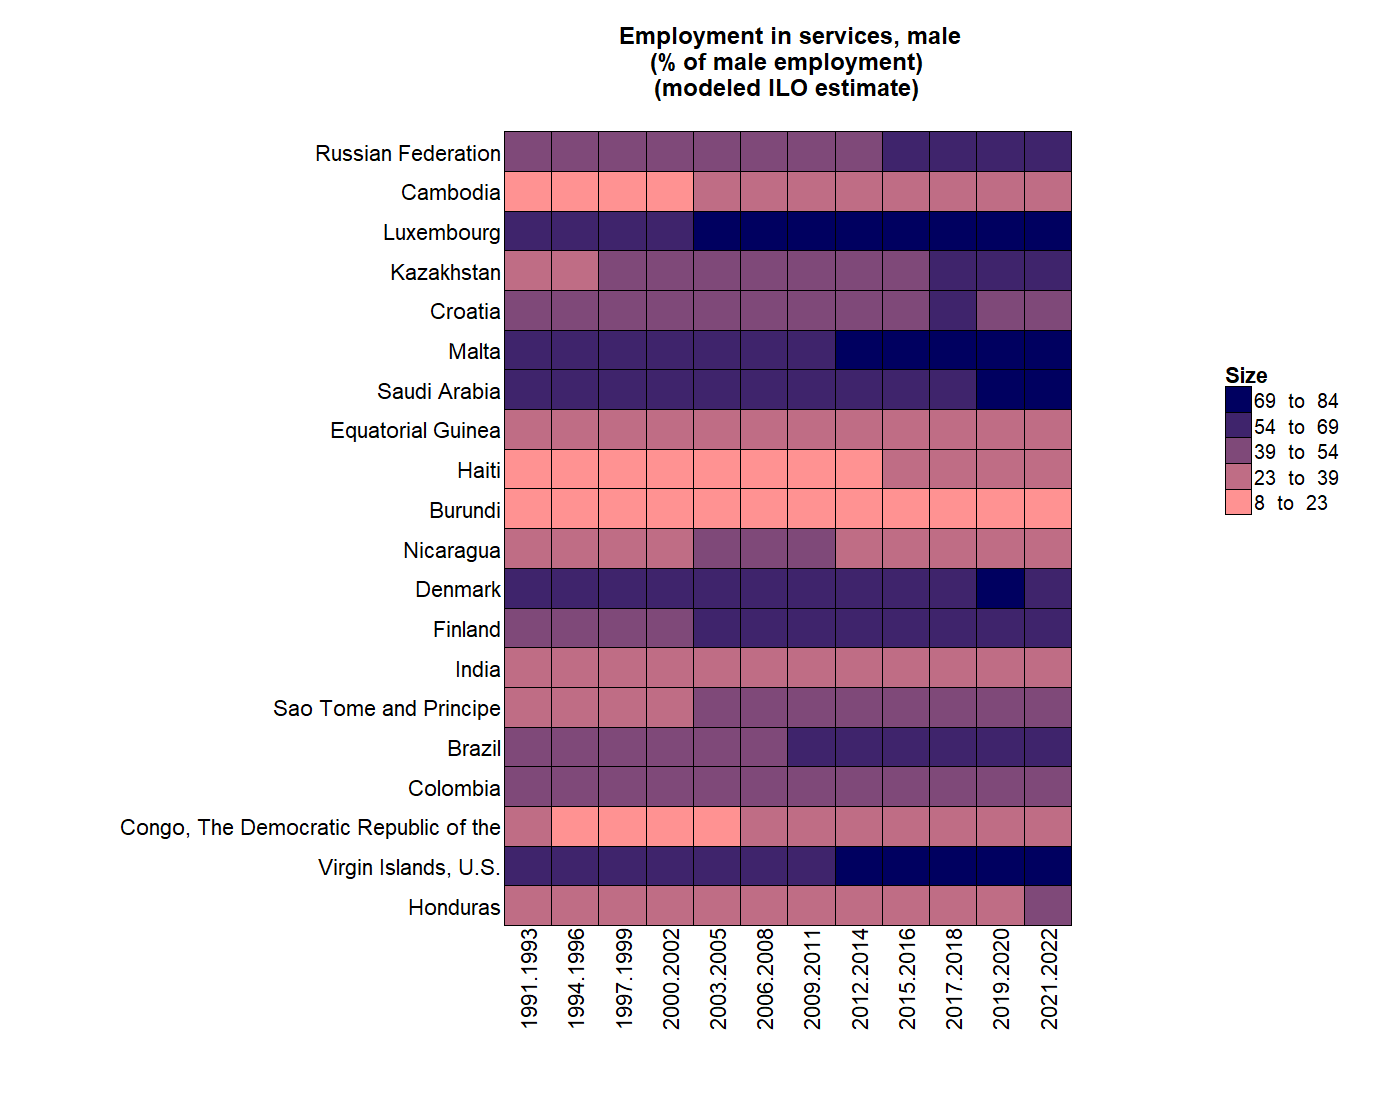 Employment in services, male
(% of male employment)
(modeled ILO estimate)
Russian Federation
Cambodia
Luxembourg
Kazakhstan
Croatia
Malta
Saudi Arabia
Equatorial Guinea
Haiti
Burundi
Nicaragua
Denmark
Finland
India
Sao Tome and Principe
Brazil
Colombia
Congo, The Democratic Republic of the
Virgin Islands, U.S.
Honduras
1991.1993
1994.1996
1997.1999
2000.2002
2003.2005
2006.2008
2009.2011
2012.2014
2015.2016
2017.2018
2019.2020
2021.2022
Size
69 to 84
54 to 69
39 to 54
23 to 39
8 to 23